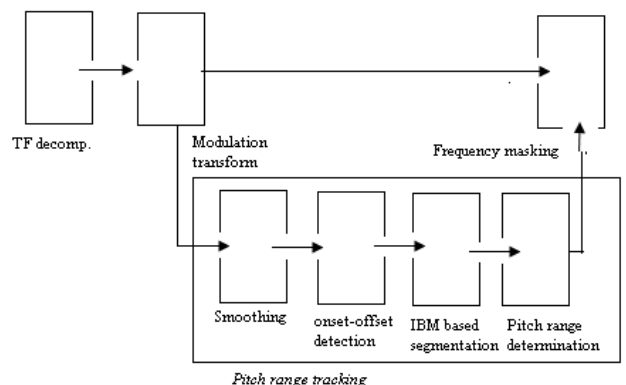 TF decomp.
Modulation
transform
Frequency masking
Smoothing
onset-offset
detection
IBM based
segmentation
Pitch range
determination
Pitch range tracking